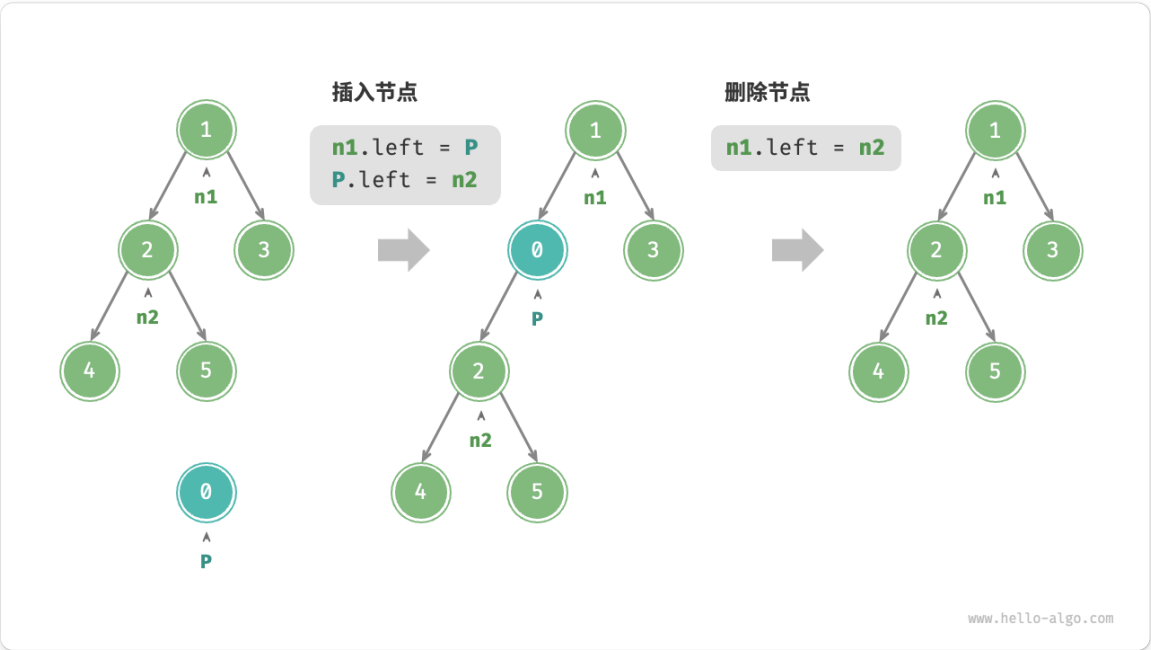 插入节点
n1.left = P
P.left = n2
删除节点
n1.left = n2
1
n1
2
3
n2
4
5
0
P
1
n1
0
3
P
2
n2
4
5
1
n1
2
3
n2
4
5
www.hello-algo.com